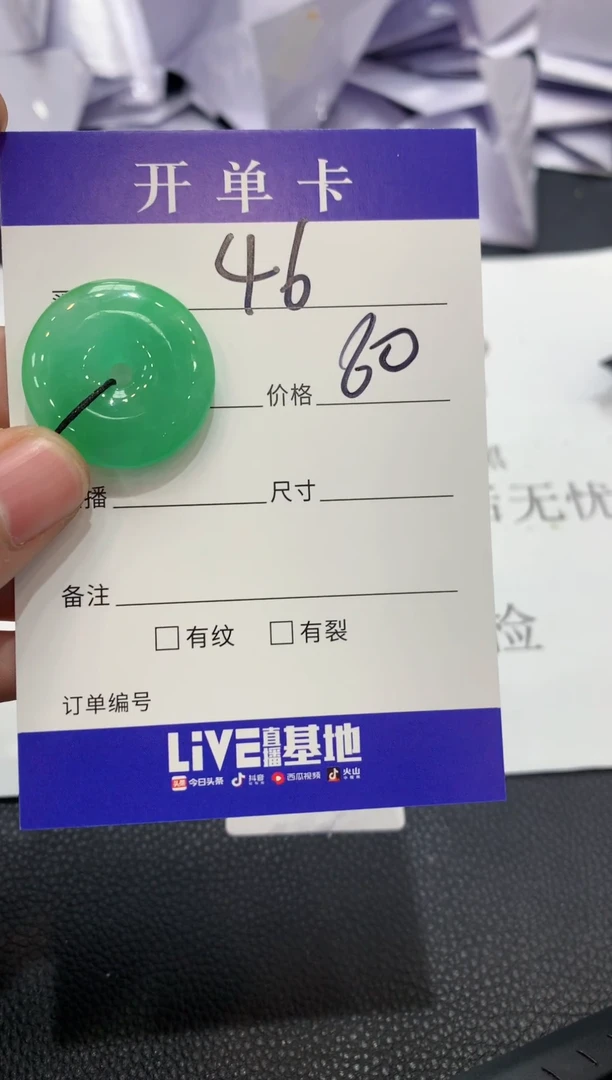 开单卡
46
价格 80
播 尺寸
备注
有纹 有裂
订单编号
LiVE直播基地
头条 今日头条 抖音 西瓜视频 火山
无忧
检